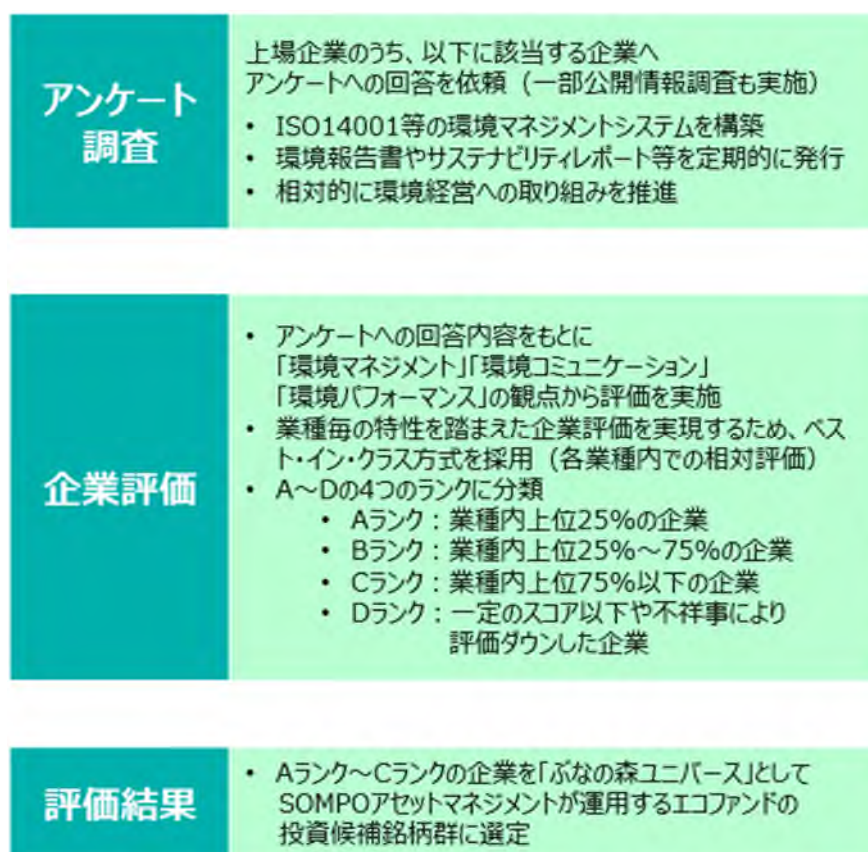 アンケート
調査
上場企業のうち、以下に該当する企業へ
アンケートへの回答を依頼（一部公開情報調査も実施）
• ISO14001等の環境マネジメントシステムを構築
• 環境報告書やサステナビリティレポート等を定期的に発行
• 相対的に環境経営への取り組みを推進
企業評価
• アンケートへの回答内容をもとに
「環境マネジメント」「環境コミュニケーション」
「環境パフォーマンス」の観点から評価を実施
• 業種毎の特性を踏まえた企業評価を実現するため、ベス
ト・イン・クラス方式を採用（各業種内での相対評価）
• A～Dの4つのランクに分類
• Aランク：業種内上位25%の企業
• Bランク：業種内上位25%～75%の企業
• Cランク：業種内上位75%以下の企業
• Dランク：一定のスコア以下や不祥事により
評価ダウンした企業
評価結果
• Aランク～Cランクの企業を「ぶなの森ユニバース」として
SOMPOアセットマネジメントが運用するエコファンドの
投資候補銘柄群に選定